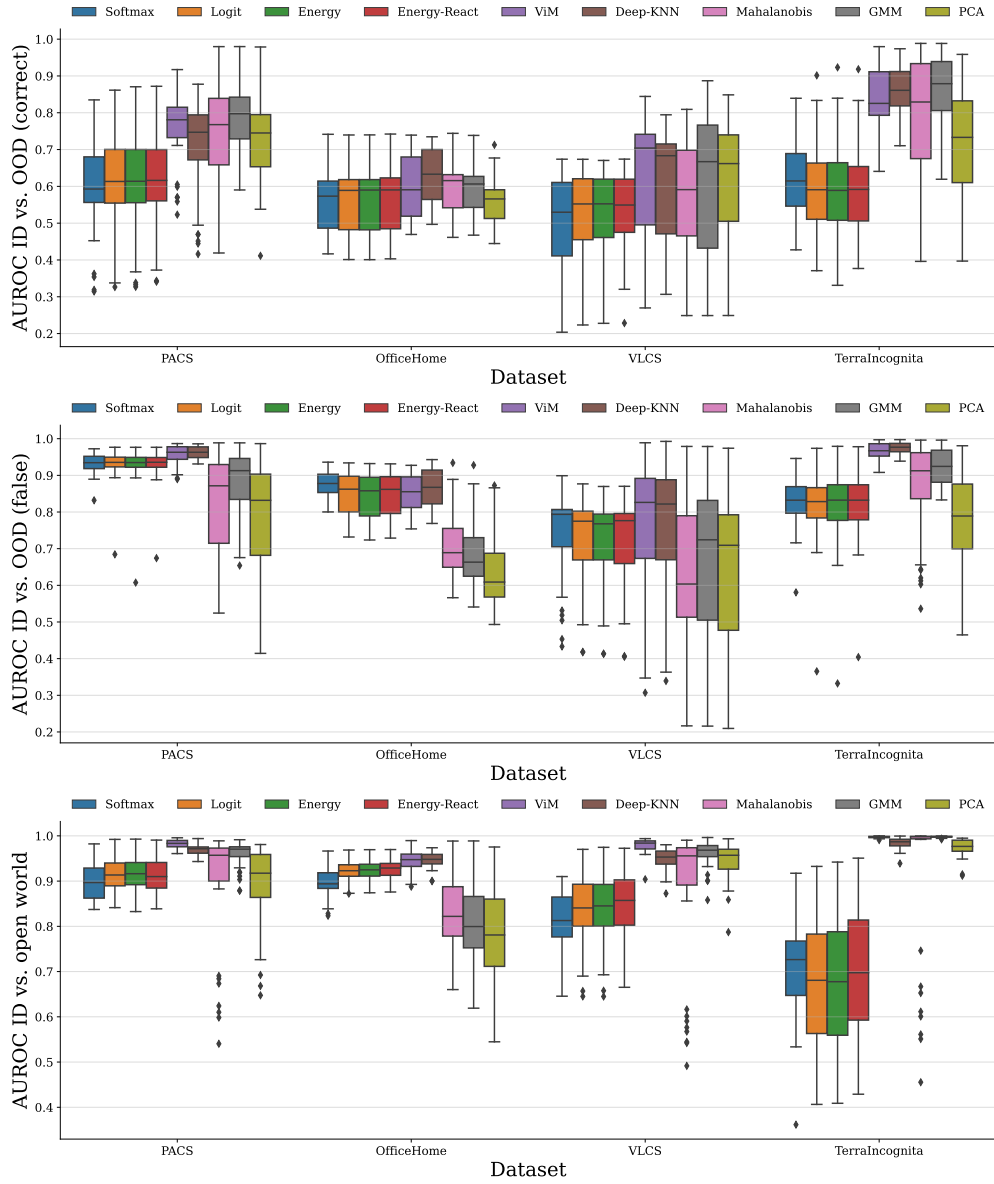 Softmax Logit Energy Energy-React ViM Deep-KNN Mahalanobis GMM PCA
AUROC ID vs. OOD (correct)
1.0
0.9
0.8
0.7
0.6
0.5
0.4
0.3
0.2
PACS OfficeHome VLCS TerraIncognita
Dataset
Softmax Logit Energy Energy-React ViM Deep-KNN Mahalanobis GMM PCA
AUROC ID vs. OOD (false)
1.0
0.9
0.8
0.7
0.6
0.5
0.4
0.3
0.2
PACS OfficeHome VLCS TerraIncognita
Dataset
Softmax Logit Energy Energy-React ViM Deep-KNN Mahalanobis GMM PCA
AUROC ID vs. open world
1.0
0.9
0.8
0.7
0.6
0.5
0.4
PACS OfficeHome VLCS TerraIncognita
Dataset